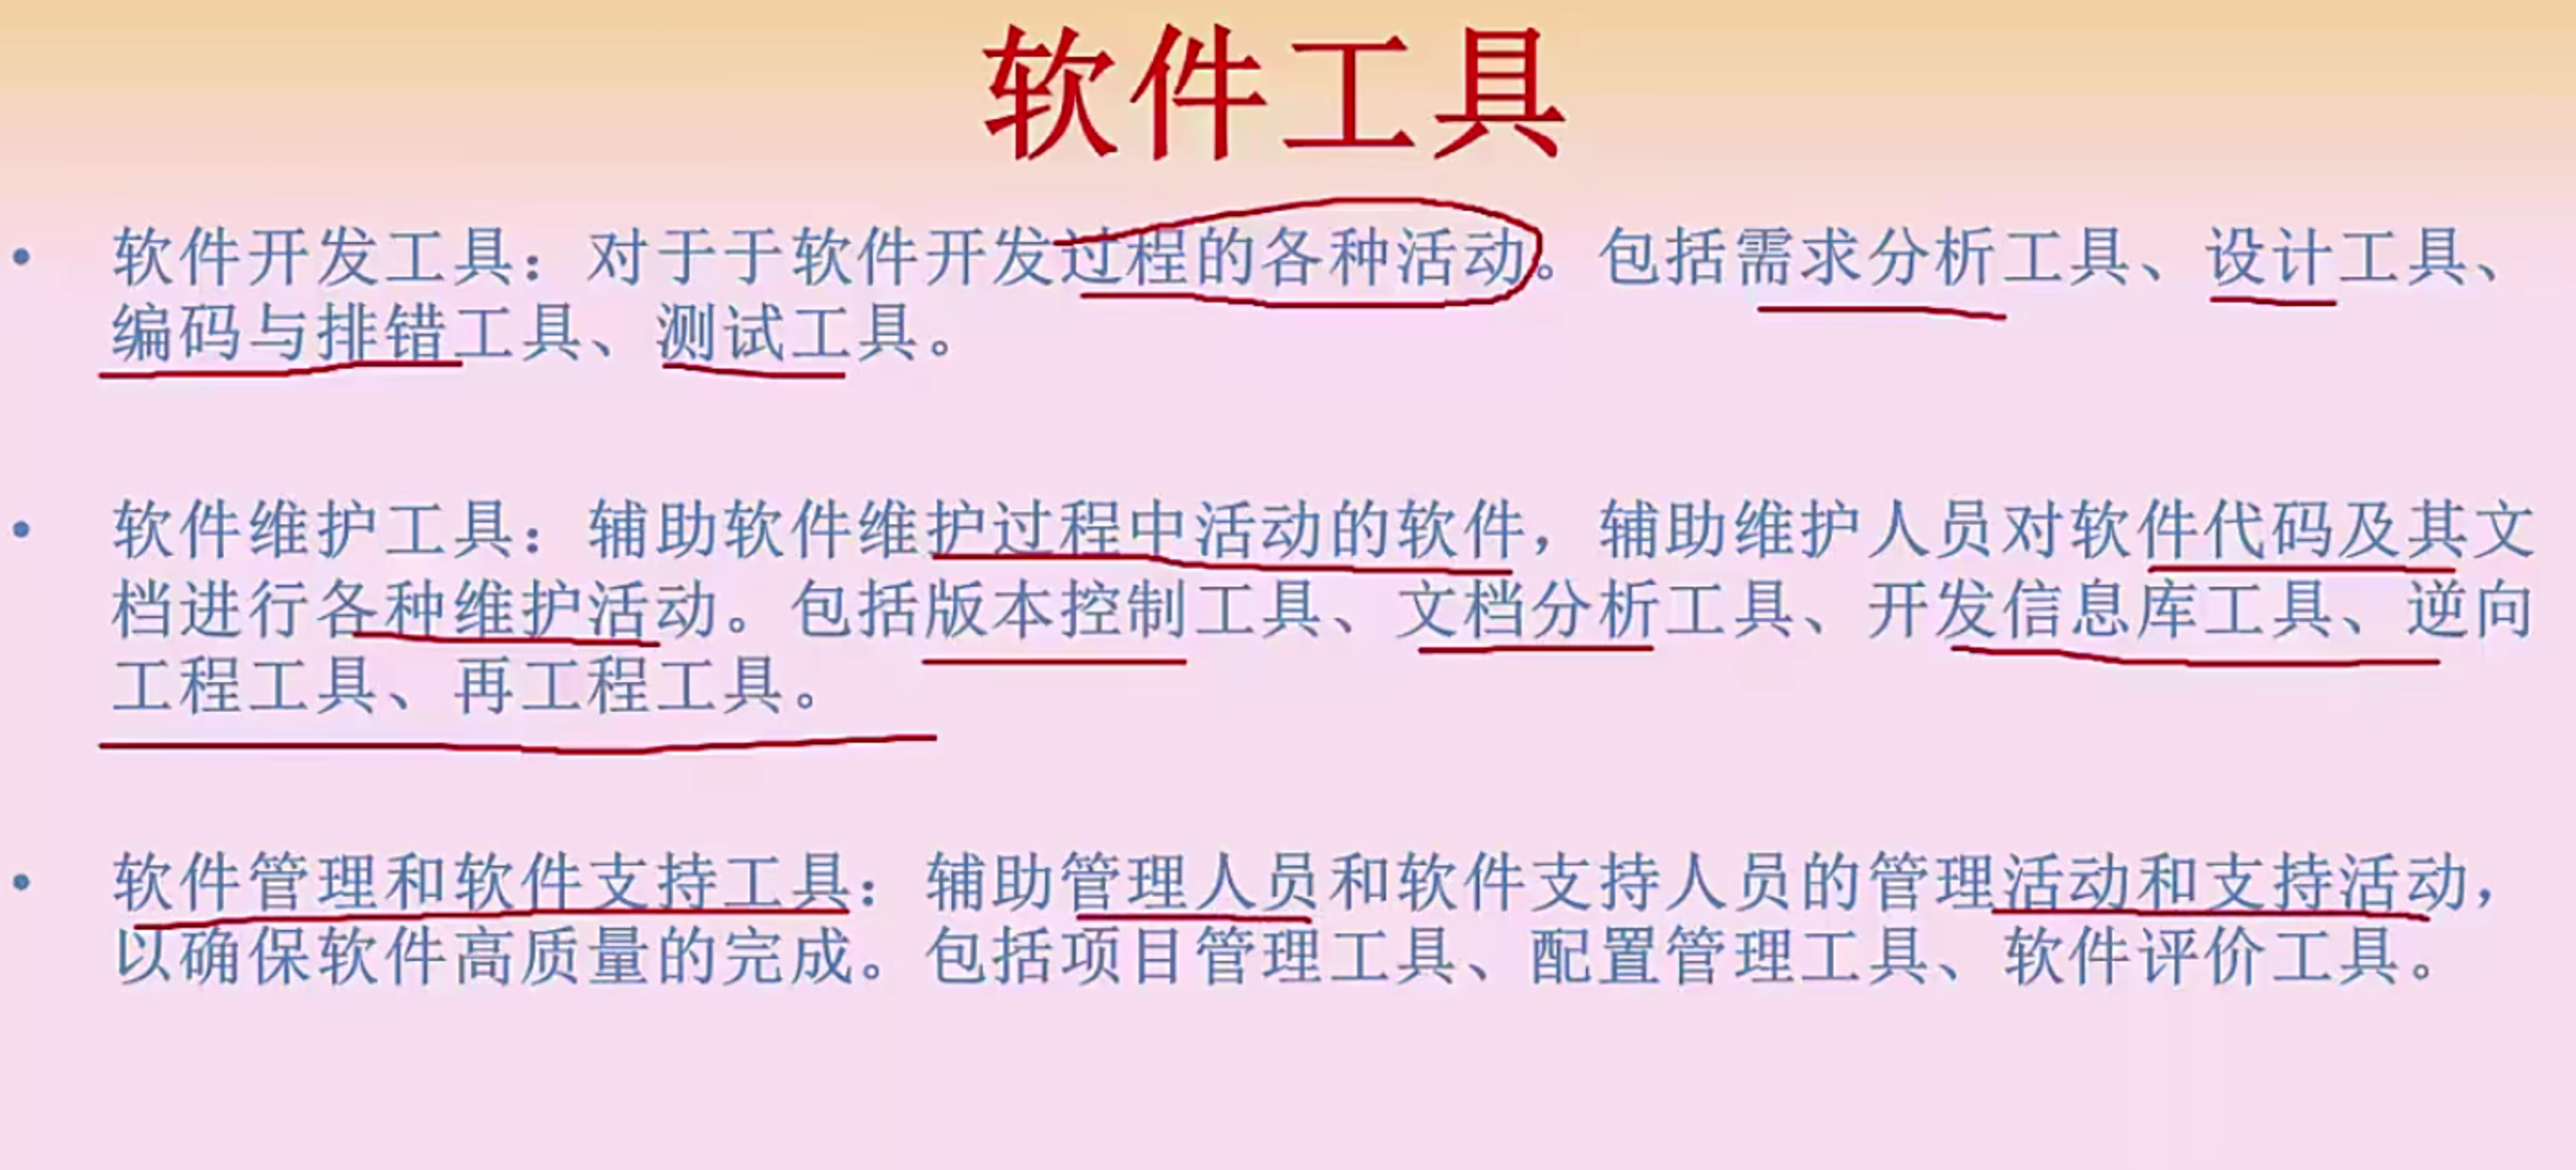 软件工具
• 软件开发工具：对于于软件开发过程的各种活动。包括需求分析工具、设计工具、
编码与排错工具、测试工具。
• 软件维护工具：辅助软件维护过程中活动的软件，辅助维护人员对软件代码及其文
档进行各种维护活动。包括版本控制工具、文档分析工具、开发信息库工具、逆向
工程工具、再工程工具。
• 软件管理和软件支持工具：辅助管理人员和软件支持人员的管理活动和支持活动，
以确保软件高质量的完成。包括项目管理工具、配置管理工具、软件评价工具。